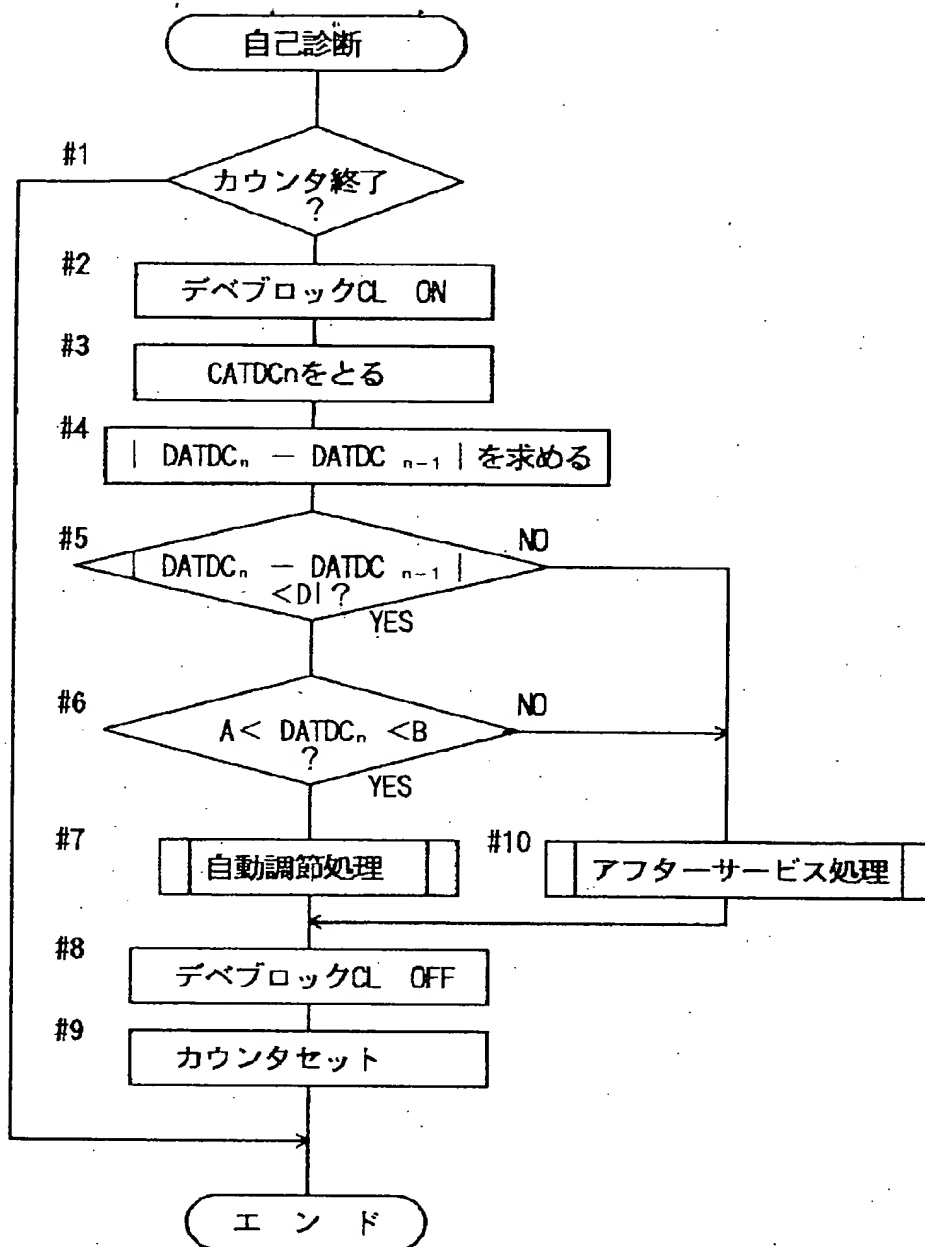 自己診断
#1
カウンタ終了
?
#2
デベブロックCL ON
#3
CATDCnをとる
#4
| DATDCn − DATDC n-1 | を求める
#5
| DATDCn − DATDC n-1 |
<D|?
NO
YES
#6
A< DATDCn <B
?
NO
YES
#7
自動調節処理
#10
アフターサービス処理
#8
デベブロックCL OFF
#9
カウンタセット
エ ン ド